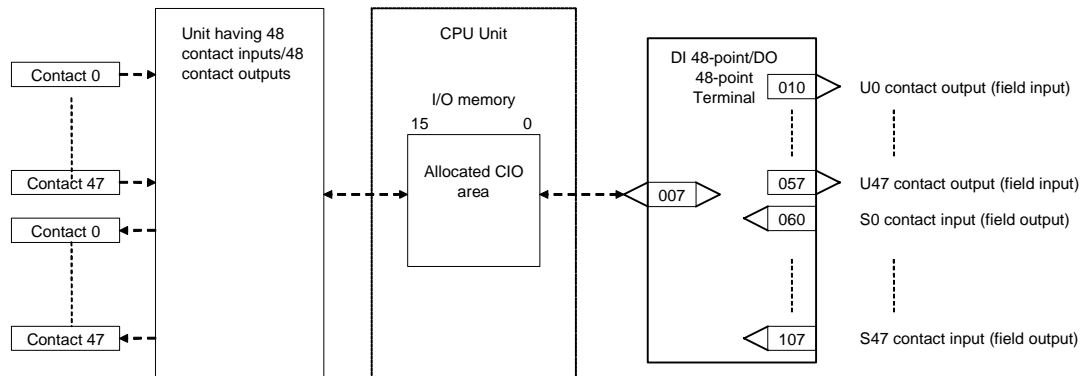 Unit having 48
contact inputs/48
contact outputs
Contact 0
Contact 47
Contact 0
Contact 47
CPU Unit
I/O memory
15 0
Allocated CIO
area
DI 48-point/DO
48-point
Terminal
010
057
007
060
107
U0 contact output (field input)
U47 contact output (field input)
S0 contact input (field output)
S47 contact input (field output)